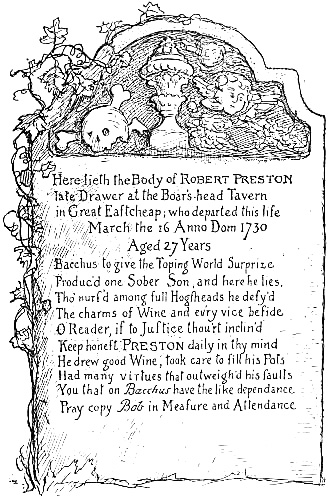 Here lieth the Body of ROBERT PRESTON
late Drawer at the Boar's-head Tavern
in Great Eaſtcheap; who departed this life
March the 16 Anno Dom 1730
Aged 27 Years
Bacchus to give the Toping World Surprize
Produc'd one Sober Son, and here he lies.
Tho' nurſ'd among full Hogſheads he defy'd
The charms of Wine and ev'ry vice beſide
O Reader, if to Juſtice thou'rt inclin'd
Keep honeſt PRESTON daily in thy mind
He drew good Wine, took care to fill his Pots
Had many virtues that outweigh'd his faults
You that on Bacchus have the like dependance
Pray copy Bob in Meaſure and Attendance.